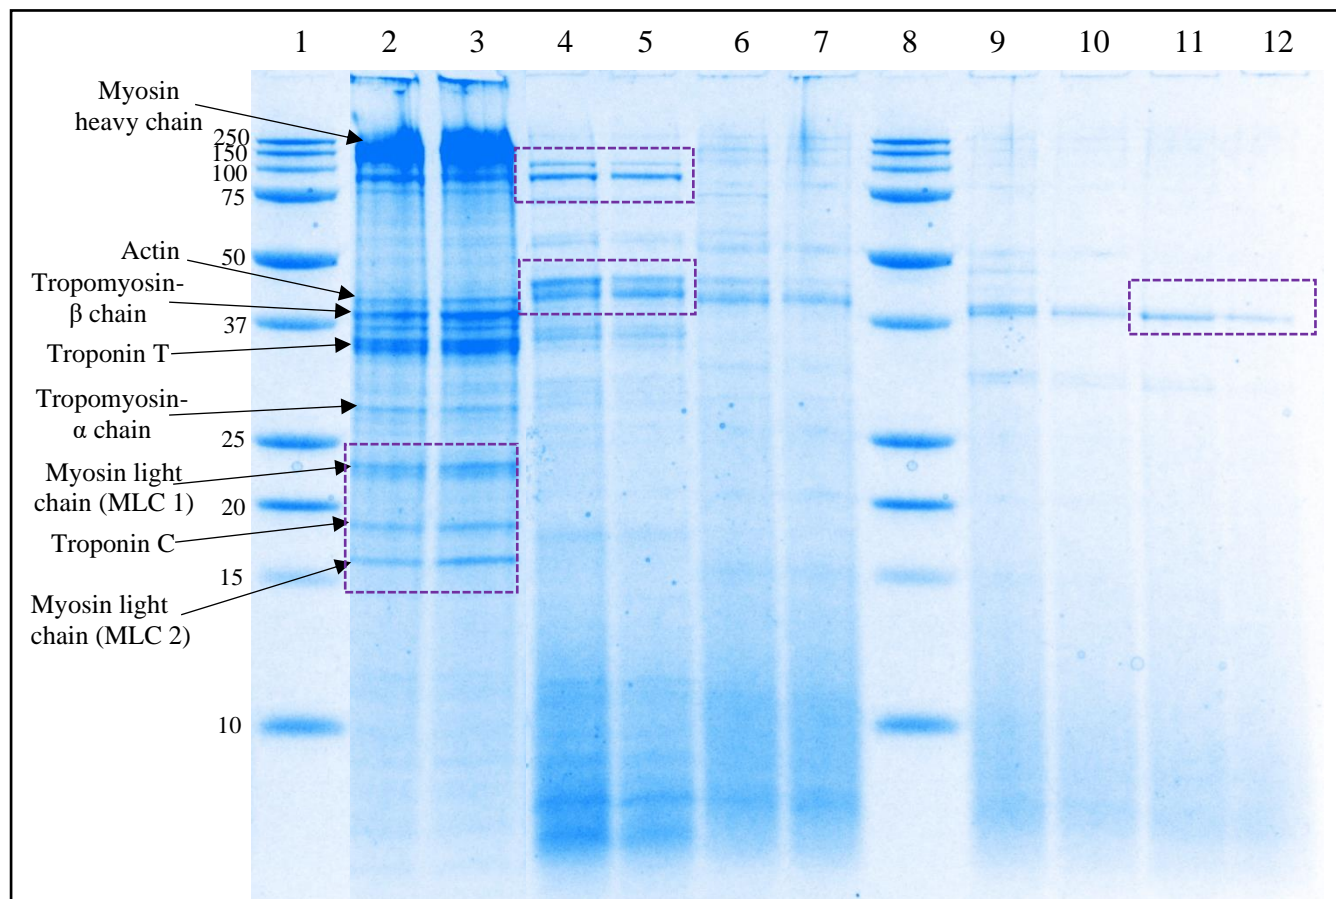 1 2 3 4 5 6 7 8 9 10 11 12
Myosin
heavy chain
250
150
100
75
Actin
50
Tropomyosin-
β chain
37
Troponin T
Tropomyosin-
α chain
25
Myosin light
chain (MLC 1)
20
Troponin C
15
Myosin light
chain (MLC 2)
10